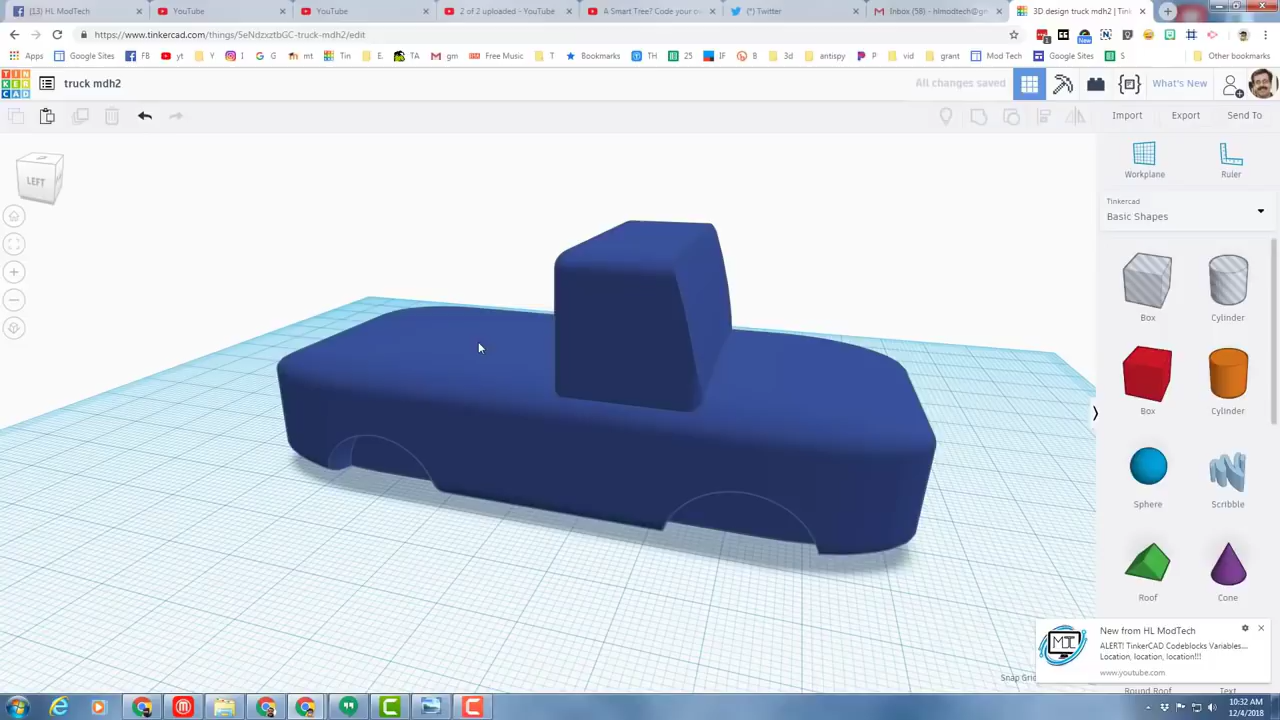 (13) HL ModTech
YouTube
YouTube
2 of 2 uploaded - YouTube
A Smart Tree? Code your o
(*) Twitter
Inbox (58) - hlmodtech@g
3D design truck mdh2 | Tin
https://www.tinkercad.com/things/5eNdzxztbGC-truck-mdh2/edit
Apps
Google Sites
FB
yt
Y
I
G
mt
Tin
TA
gm
Free Music
Bookmarks
TH
25
IF
B
3d
antispy
P
vid
grant
Mod Tech
Google Sites
S
Other bookmarks
TIN
KER
CAD
truck mdh2
All changes saved
What's New
Import
Export
Send To
LEFT
Workplane
Ruler
Tinkercad
Basic Shapes
Box
Cylinder
Box
Cylinder
Sphere
Scribble
Roof
Cone
New from HL ModTech
ALERT! TinkerCAD Codeblocks Variables....
Location, location, location!!!
www.youtube.com
Snap Grid
Round Roof
Text
10:32 AM
12/4/2018